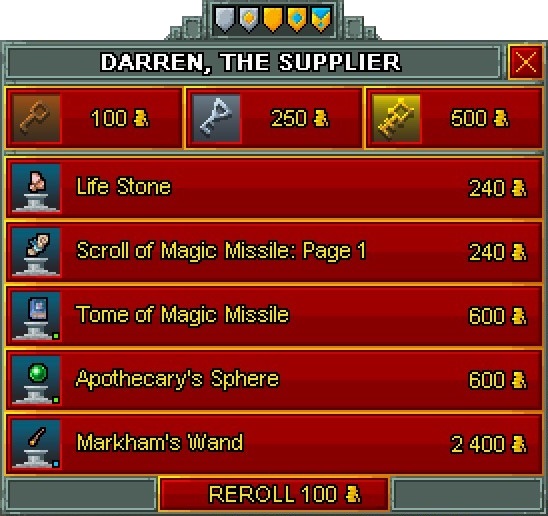 DARREN, THE SUPPLIER
100 250 500
Life Stone 240
Scroll of Magic Missile: Page 1 240
Tome of Magic Missile 600
Apothecary's Sphere 600
Markham's Wand 2 400
REROLL 100